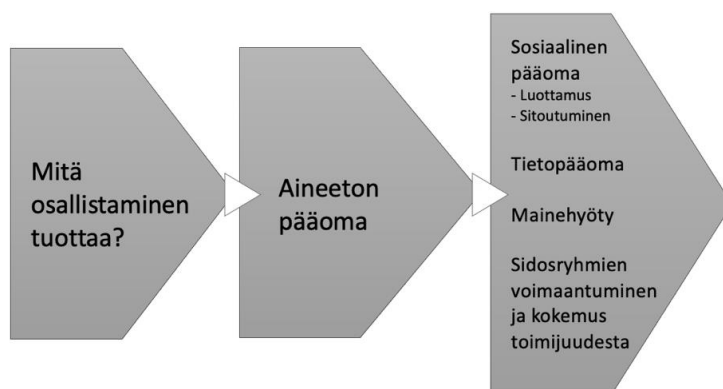 Mitä
osallistaminen
tuottaa?
Aineeton
pääoma
Sosiaalinen
pääoma
- Luottamus
- Sitoutuminen
Tietopääoma
Mainehyöty
Sidosryhmien
voimaantuminen
ja kokemus
toimijuudesta